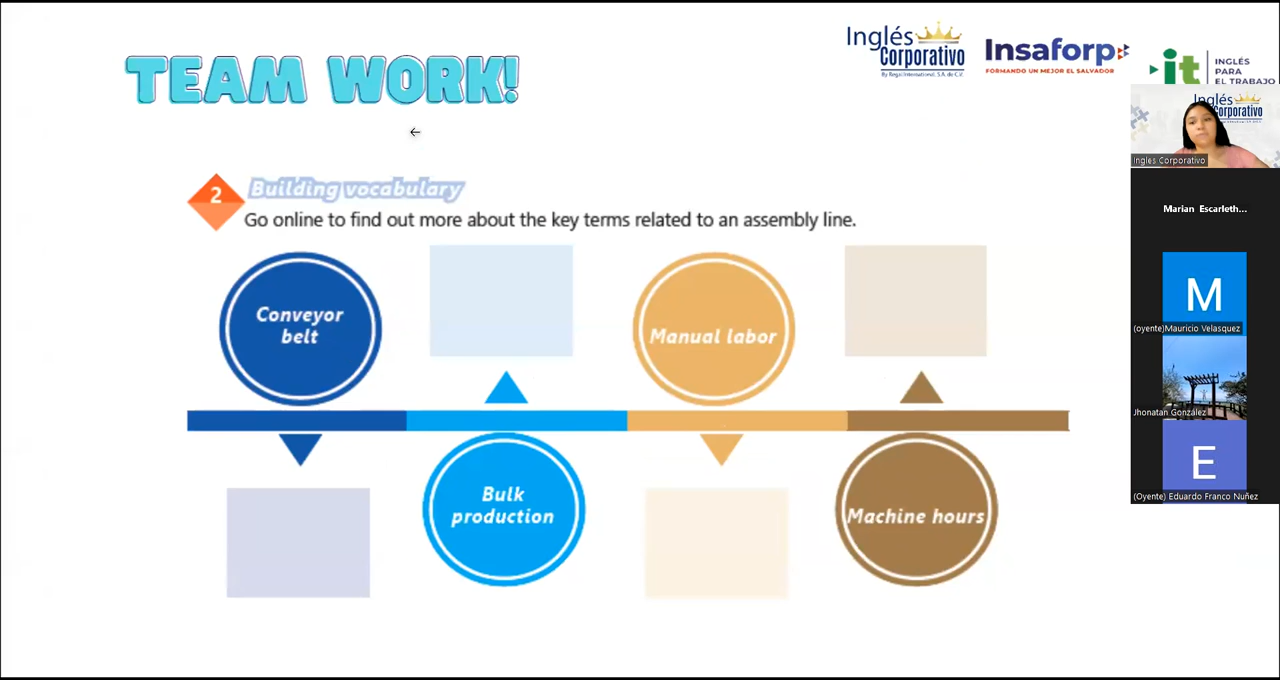 TEAM WORK!
Inglés
Corporativo
By Regal International, S.A. de C.V.
Insaforp
FORMANDO UN MEJOR EL SALVADOR
it
INGLÉS
PARA
EL TRABAJO
Inglés
Corporativo
Ingles Corporativo
Marian Escarleth...
M
(oyente)Mauricio Velasquez
Jhonatan González
E
(Oyente) Eduardo Franco Nuñez
2
Building vocabulary
Go online to find out more about the key terms related to an assembly line.
Conveyor
belt
Manual labor
Bulk
production
Machine hours